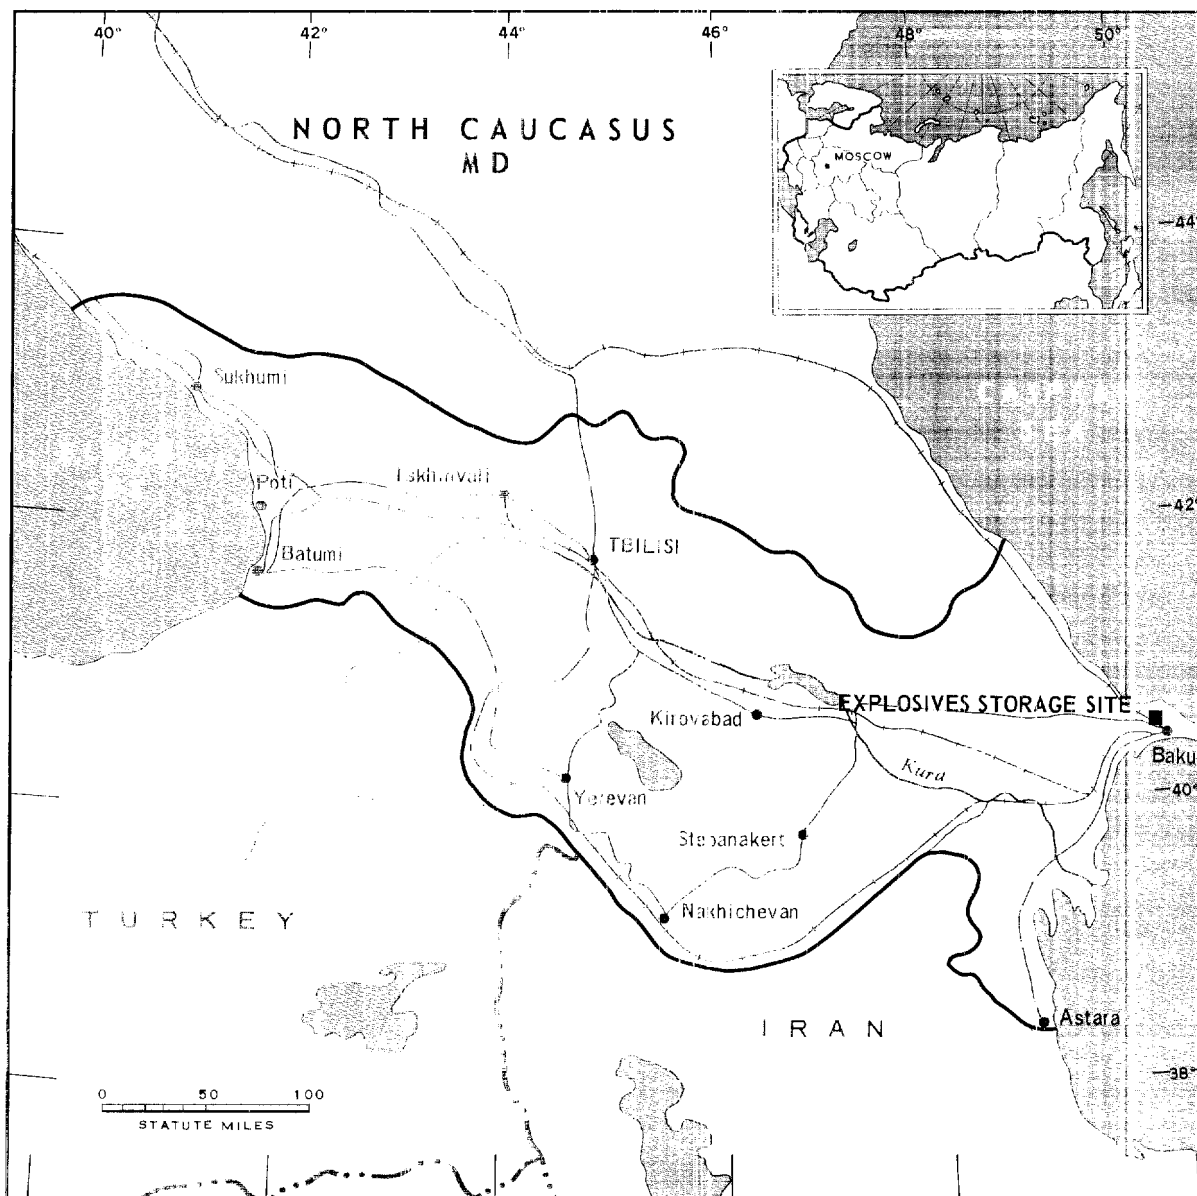 40°
42°
44°
46°
48°
50°
NORTH CAUCASUS
MD
MOSCOW
44°
Sukhumi
Poti
Batumi
TBILISI
42°
EXPLOSIVES STORAGE SITE
Kirovabad
Baku
Kura
40°
Yerevan
Stepanakert
Nakhichevan
TURKEY
IRAN
Astara
38°
0 50 100
STATUTE MILES